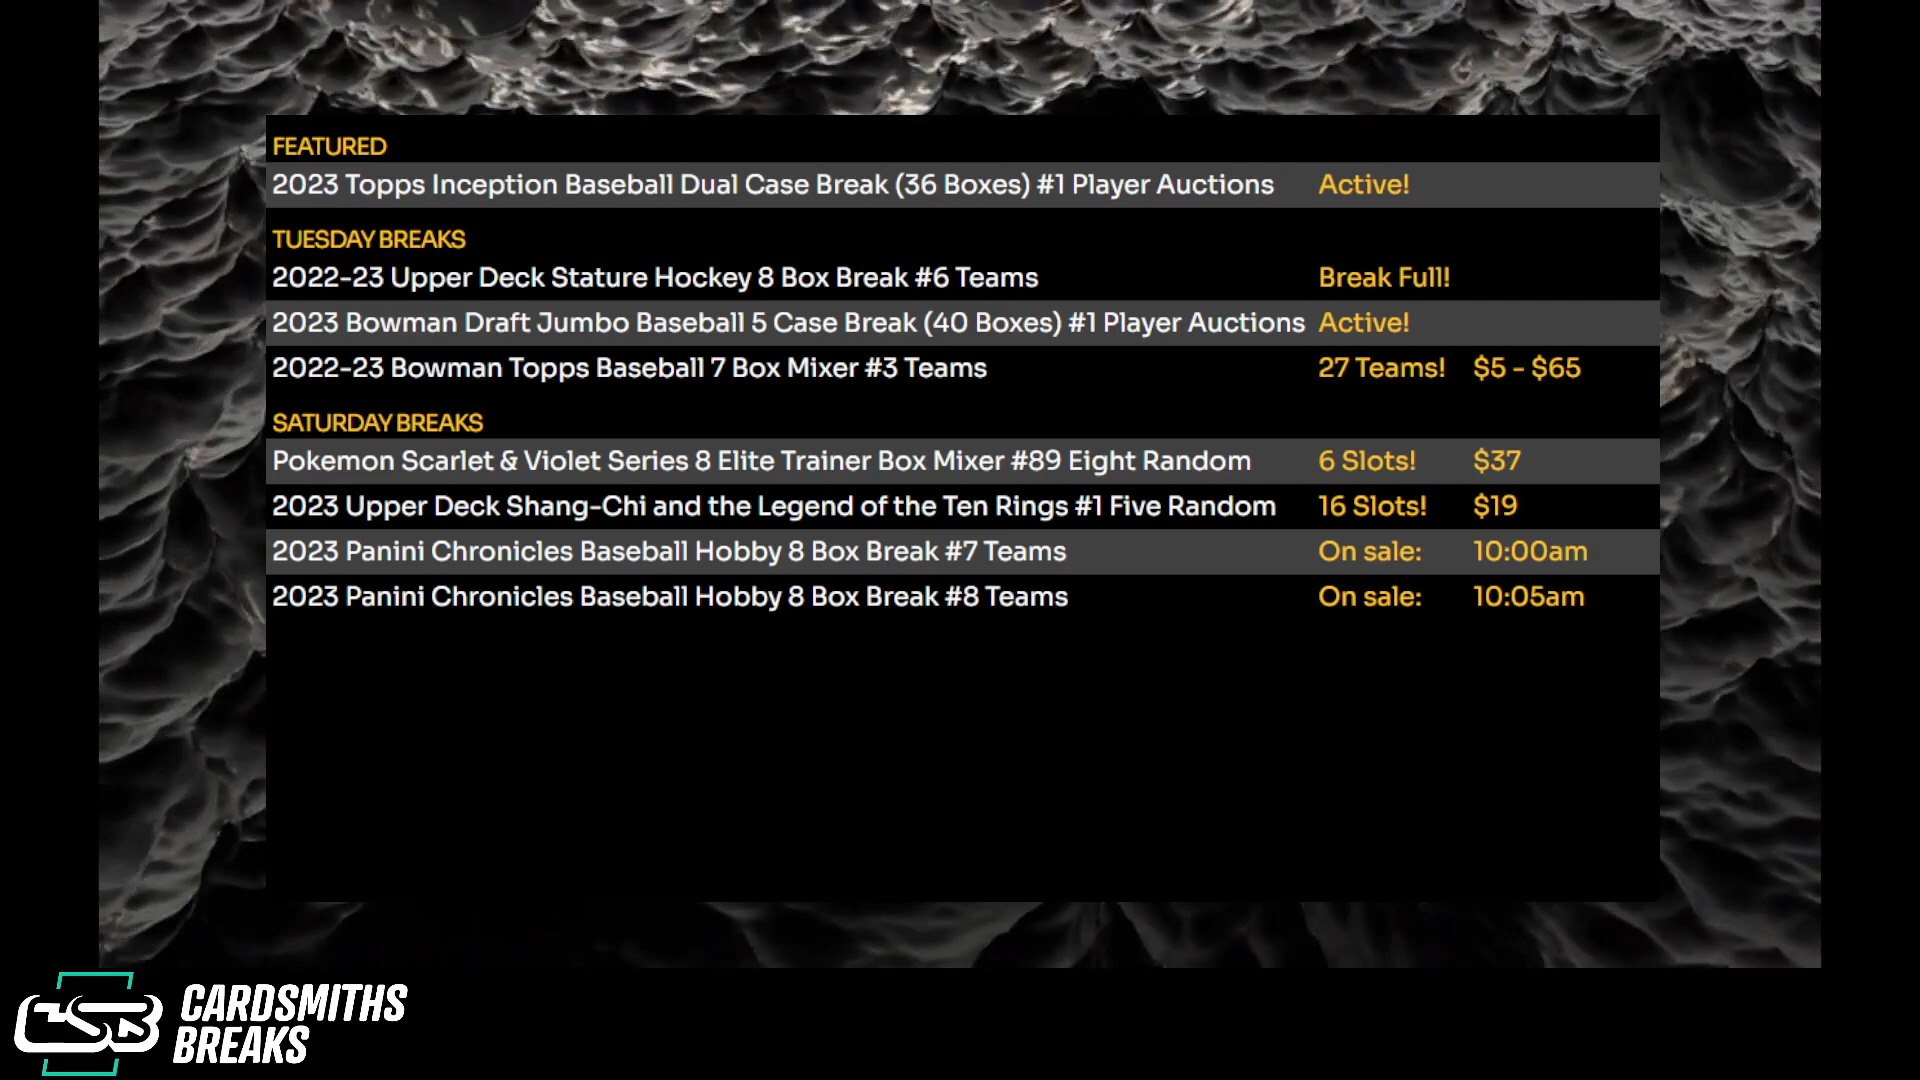 FEATURED
2023 Topps Inception Baseball Dual Case Break (36 Boxes) #1 Player Auctions Active!
TUESDAY BREAKS
2022-23 Upper Deck Stature Hockey 8 Box Break #6 Teams Break Full!
2023 Bowman Draft Jumbo Baseball 5 Case Break (40 Boxes) #1 Player Auctions Active!
2022-23 Bowman Topps Baseball 7 Box Mixer #3 Teams 27 Teams! $5 - $65
SATURDAY BREAKS
Pokemon Scarlet & Violet Series 8 Elite Trainer Box Mixer #89 Eight Random 6 Slots! $37
2023 Upper Deck Shang-Chi and the Legend of the Ten Rings #1 Five Random 16 Slots! $19
2023 Panini Chronicles Baseball Hobby 8 Box Break #7 Teams On sale: 10:00am
2023 Panini Chronicles Baseball Hobby 8 Box Break #8 Teams On sale: 10:05am
CSB CARDSMITHS
BREAKS